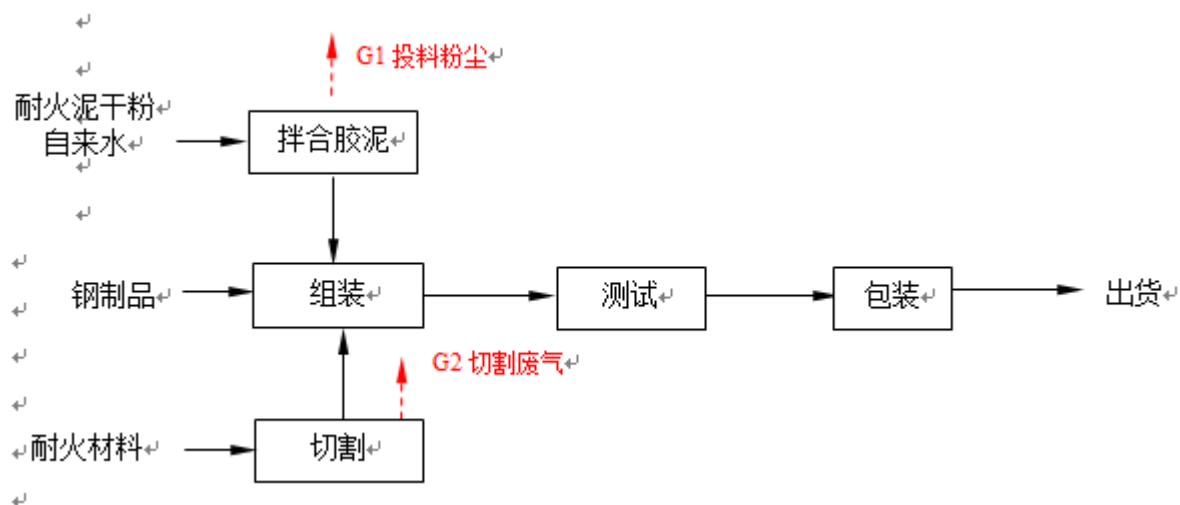 G1 投料粉尘
耐火泥干粉
自来水
拌合胶泥
钢制品
组装
测试
包装
出货
G2 切割废气
耐火材料
切割